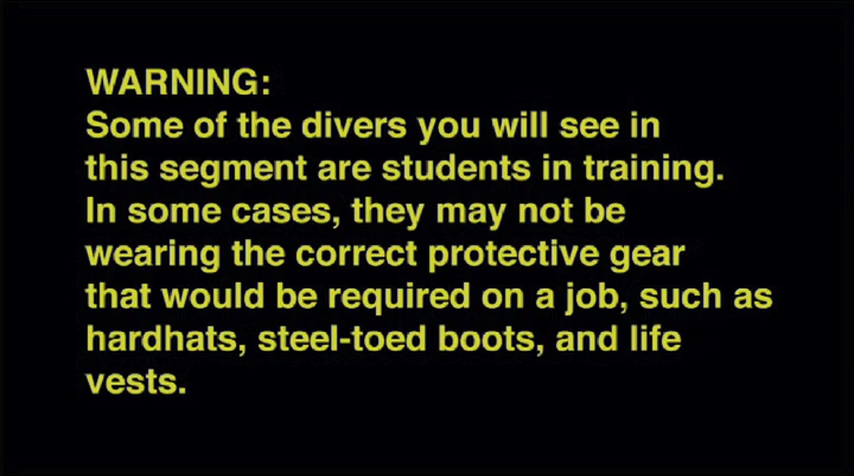 WARNING:
Some of the divers you will see in
this segment are students in training.
In some cases, they may not be
wearing the correct protective gear
that would be required on a job, such as
hardhats, steel-toed boots, and life
vests.